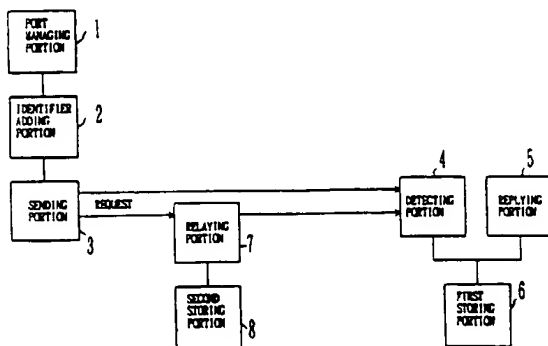 PORT
MANAGING
PORTION
1
IDENTIFIER
ADDING
PORTION
2
SENDING
PORTION
3
REQUEST
RELAYING
PORTION
7
SECOND
STORING
PORTION
8
4
DETECTING
PORTION
5
REPLYING
PORTION
FIRST
STORING
PORTION
6